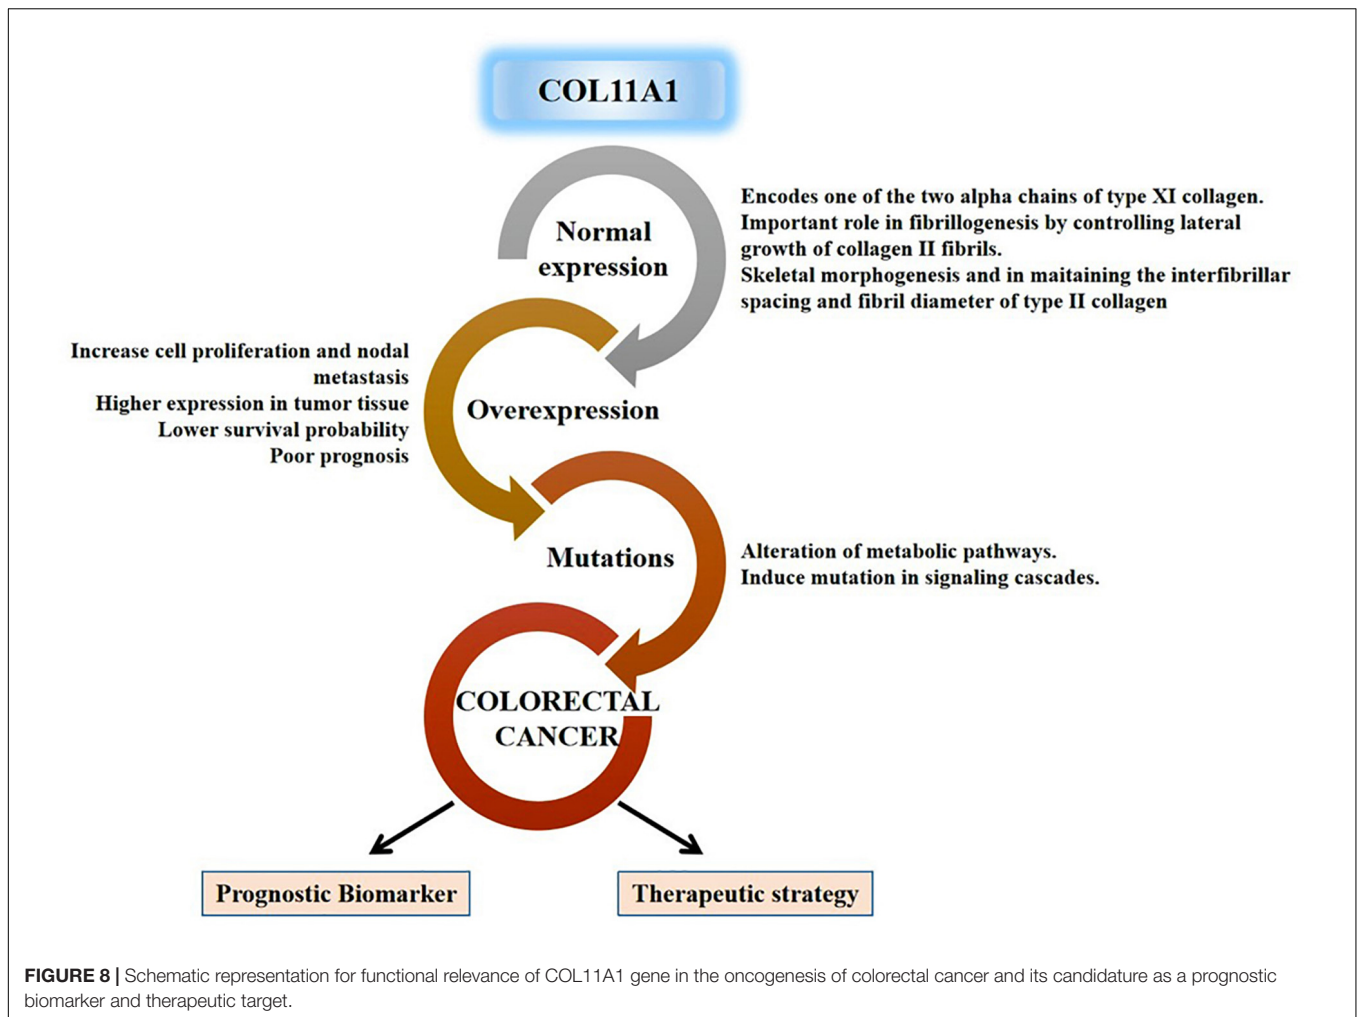 COL11A1
Normal
expression
Encodes one of the two alpha chains of type XI collagen.
Important role in fibrillogenesis by controlling lateral
growth of collagen II fibrils.
Skeletal morphogenesis and in maitaining the interfibrillar
spacing and fibril diameter of type II collagen
Increase cell proliferation and nodal
metastasis
Higher expression in tumor tissue
Lower survival probability
Poor prognosis
Overexpression
Mutations
Alteration of metabolic pathways.
Induce mutation in signaling cascades.
COLORECTAL
CANCER
Prognostic Biomarker
Therapeutic strategy
FIGURE 8 | Schematic representation for functional relevance of COL11A1 gene in the oncogenesis of colorectal cancer and its candidature as a prognostic
biomarker and therapeutic target.